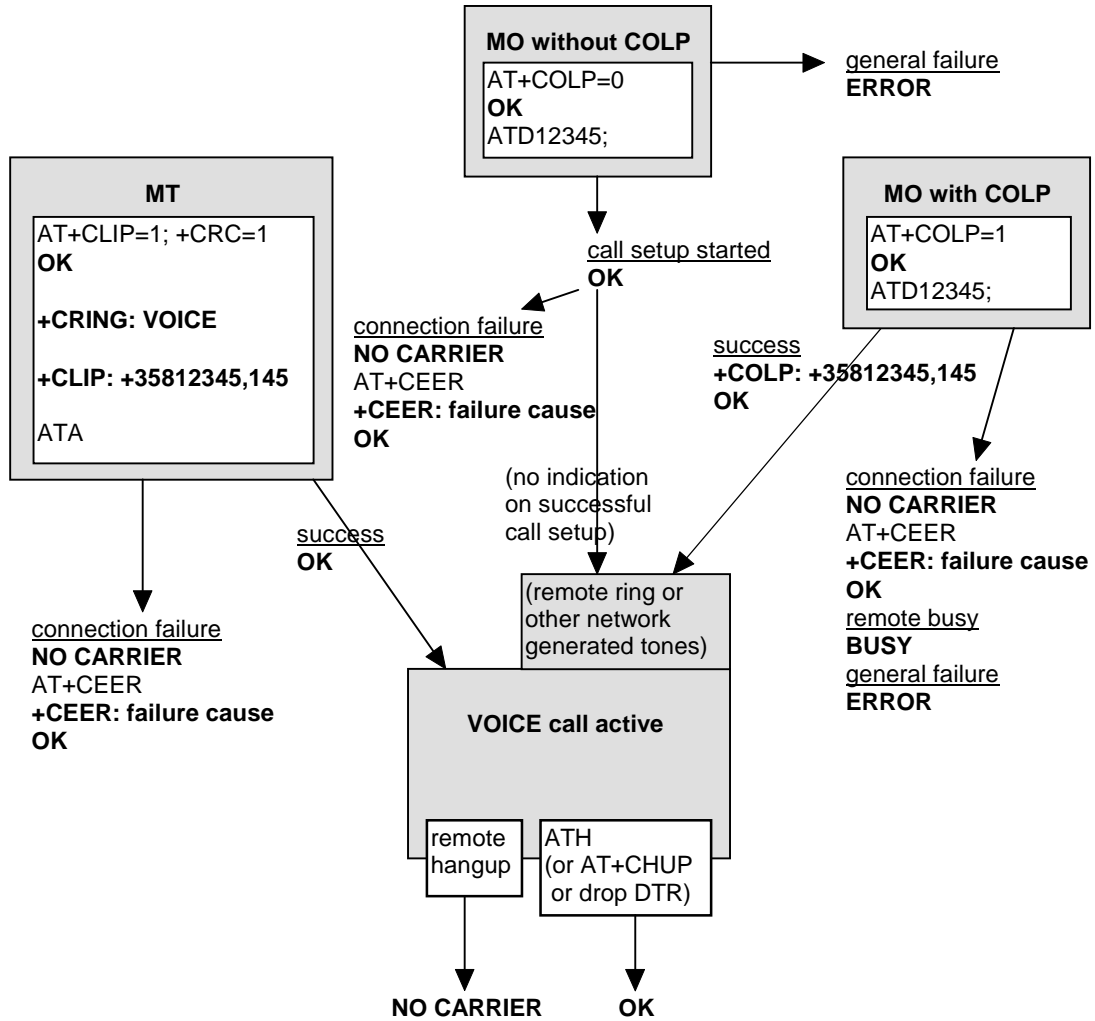 MO without COLP
AT+COLP=0
OK
ATD12345;
general failure
ERROR
MT
AT+CLIP=1; +CRC=1
OK
+CRING: VOICE
+CLIP: +35812345,145
ATA
MO with COLP
AT+COLP=1
OK
ATD12345;
call setup started
OK
connection failure
NO CARRIER
AT+CEER
+CEER: failure cause
OK
success
+COLP: +35812345,145
OK
(no indication
on successful
call setup)
success
OK
connection failure
NO CARRIER
AT+CEER
+CEER: failure cause
OK
remote busy
BUSY
general failure
ERROR
connection failure
NO CARRIER
AT+CEER
+CEER: failure cause
OK
(remote ring or
other network
generated tones)
VOICE call active
remote
hangup
ATH
(or AT+CHUP
or drop DTR)
NO CARRIER
OK